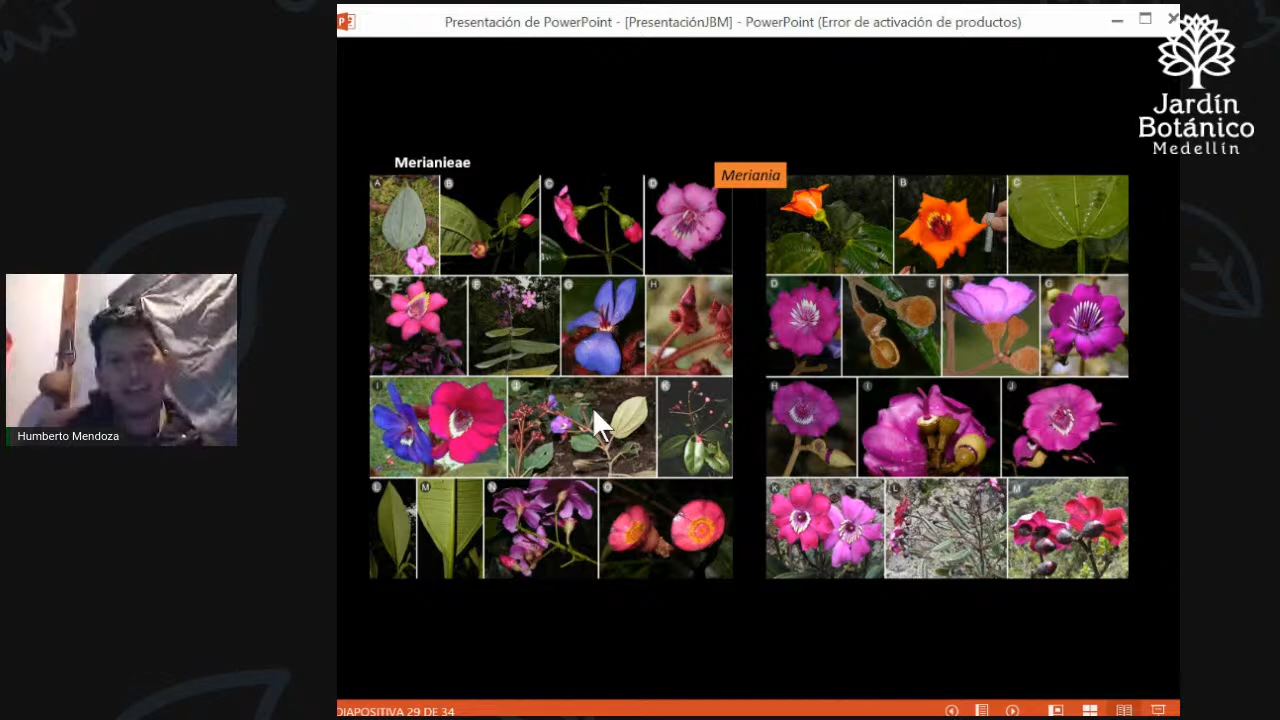 Presentación de PowerPoint - [PresentaciónJBM] - PowerPoint (Error de activación de productos)
Jardín
Botánico
Medellín
Merianieae
Meriania
A B C D
B C
F G H
D E F G
I J K
H I J
L M N O
K L M
Humberto Mendoza
DIAPOSITIVA 29 DE 34